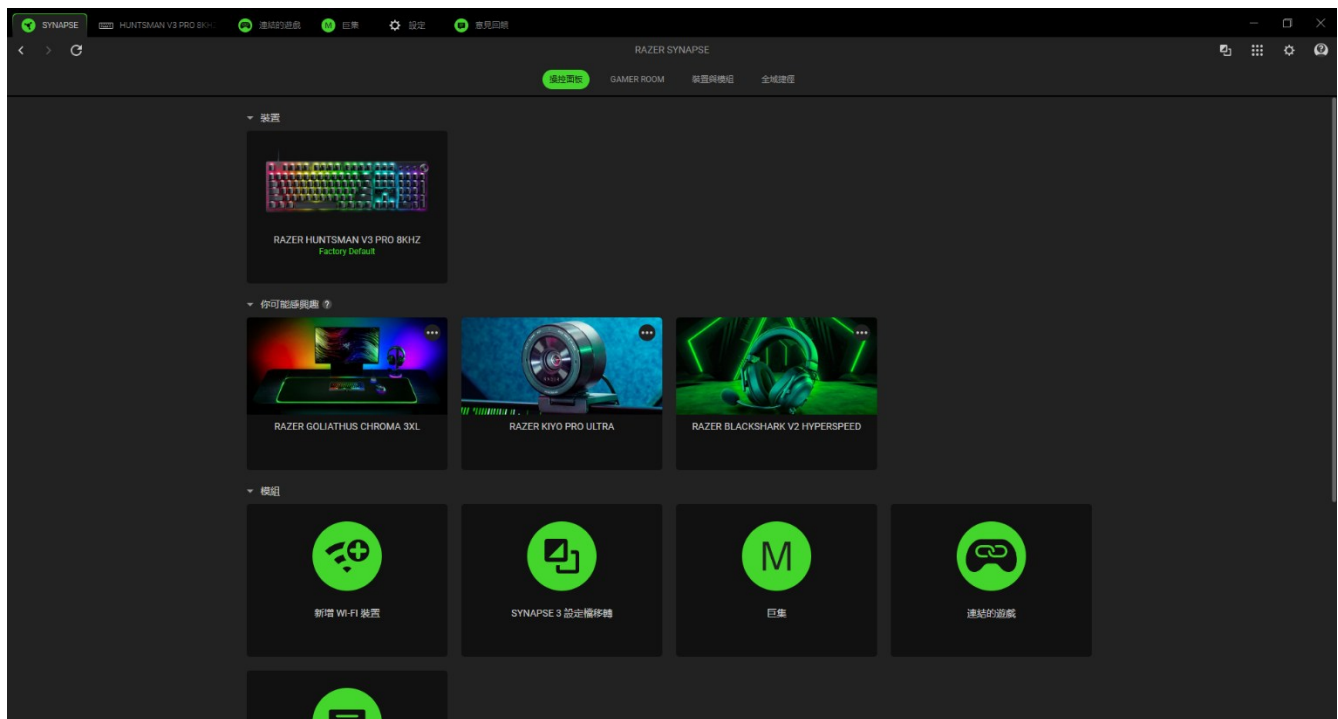 SYNAPSE
HUNTSMAN V3 PRO 8KHZ
連結的遊戲
巨集
設定
意見回饋
RAZER SYNAPSE
操控面板
GAMER ROOM
裝置與模組
全域捷徑
裝置
RAZER HUNTSMAN V3 PRO 8KHZ
Factory Default
你可能感興趣 ?
RAZER GOLIATHUS CHROMA 3XL
RAZER KIYO PRO ULTRA
RAZER BLACKSHARK V2 HYPERSPEED
模組
M
新增 WI-FI 裝置
SYNAPSE 3 設定檔移轉
巨集
連結的遊戲